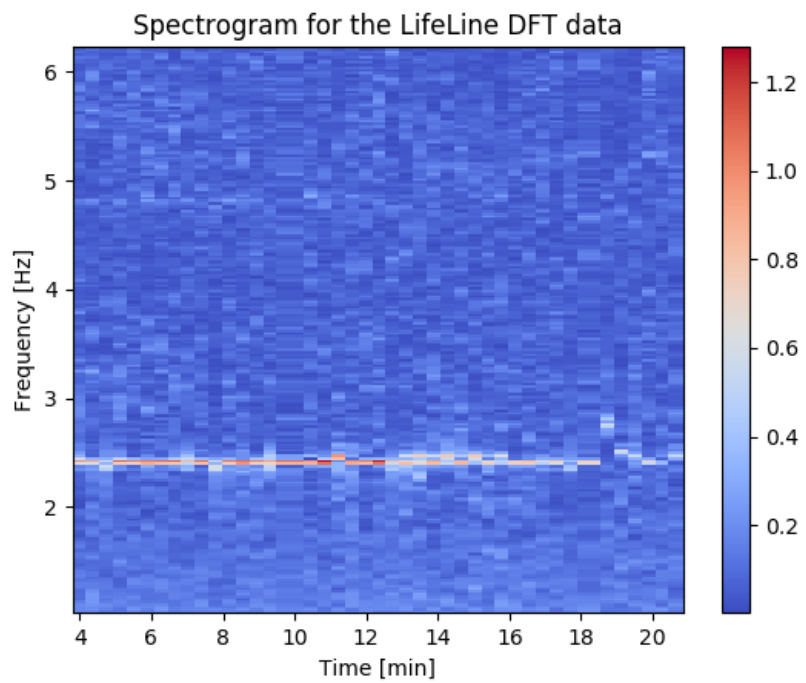 Spectrogram for the LifeLine DFT data
6
5
4
3
2
Frequency [Hz]
4 6 8 10 12 14 16 18 20
Time [min]
1.2
1.0
0.8
0.6
0.4
0.2